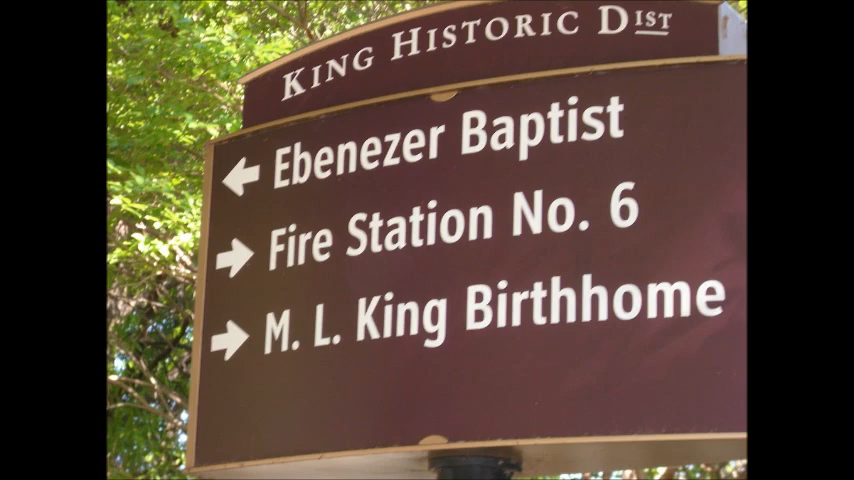 King Historic Dist
← Ebenezer Baptist
→ Fire Station No. 6
→ M. L. King Birthhome